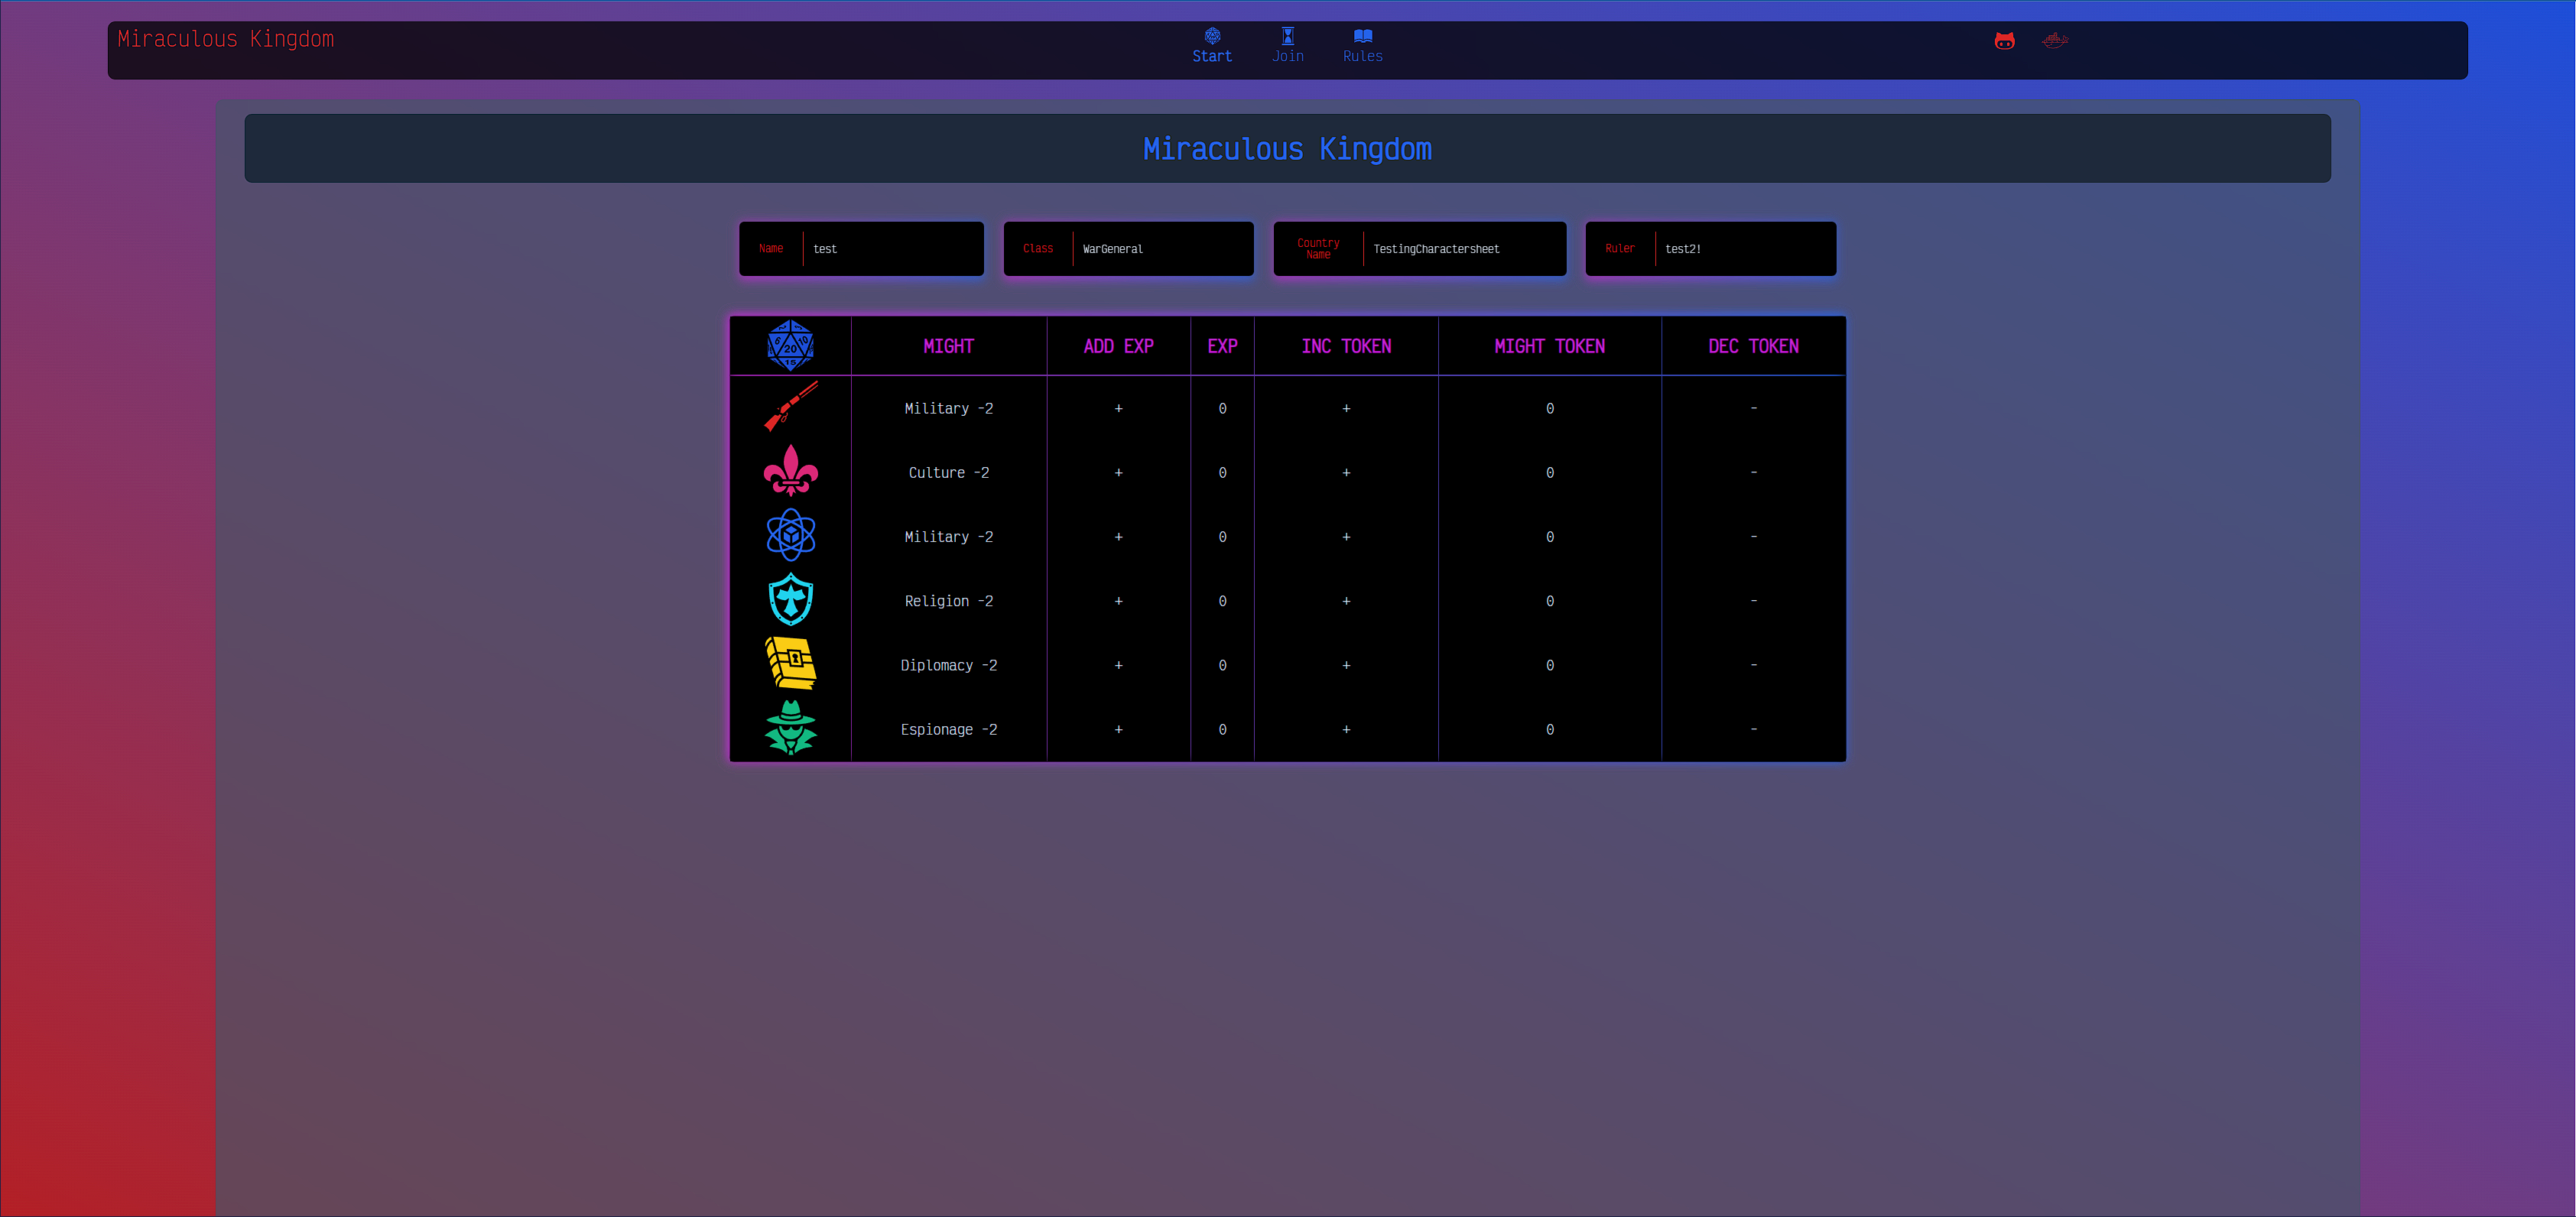 Miraculous Kingdom
Start Join Rules
Miraculous Kingdom
Name test Class WarGeneral Country Name TestingCharactersheet Ruler test2!
6 20 10 MIGHT ADD EXP EXP INC TOKEN MIGHT TOKEN DEC TOKEN
Military -2 + 0 + 0 -
Culture -2 + 0 + 0 -
Military -2 + 0 + 0 -
Religion -2 + 0 + 0 -
Diplomacy -2 + 0 + 0 -
Espionage -2 + 0 + 0 -